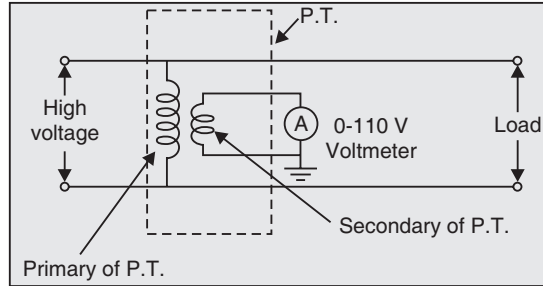 P.T.
High
voltage
A
0-110 V
Voltmeter
Load
Secondary of P.T.
Primary of P.T.